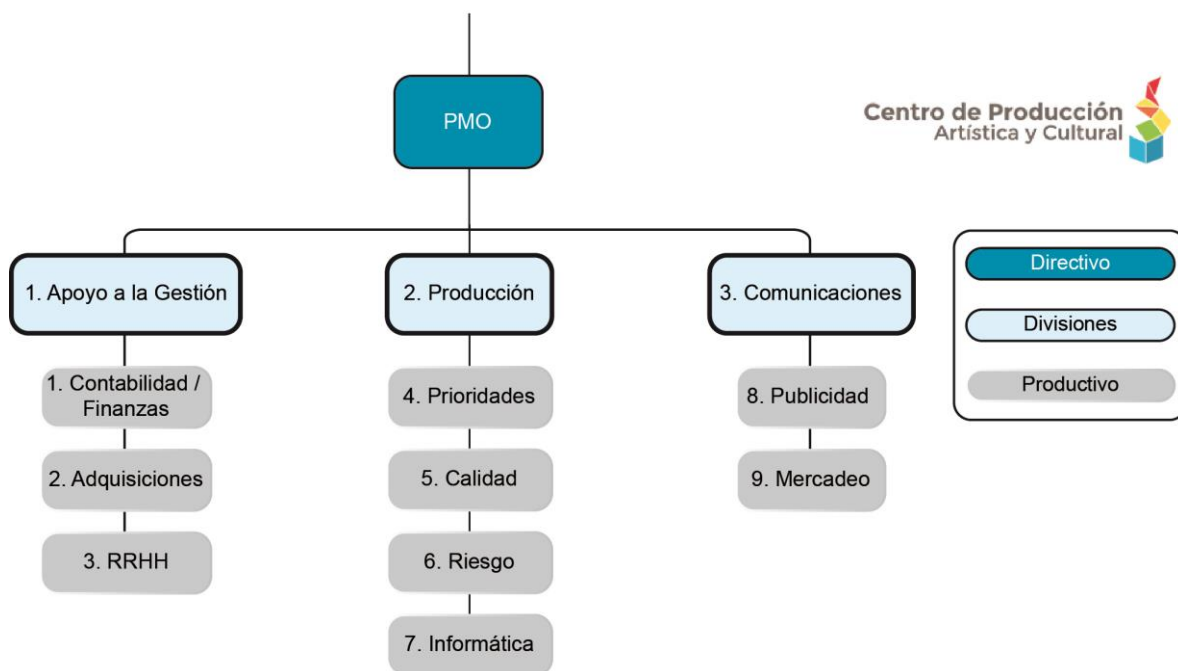 PMO
Centro de Producción
Artística y Cultural
1. Apoyo a la Gestión
2. Producción
3. Comunicaciones
Directivo
Divisiones
Productivo
1. Contabilidad /
Finanzas
2. Adquisiciones
3. RRHH
4. Prioridades
5. Calidad
6. Riesgo
7. Informática
8. Publicidad
9. Mercadeo